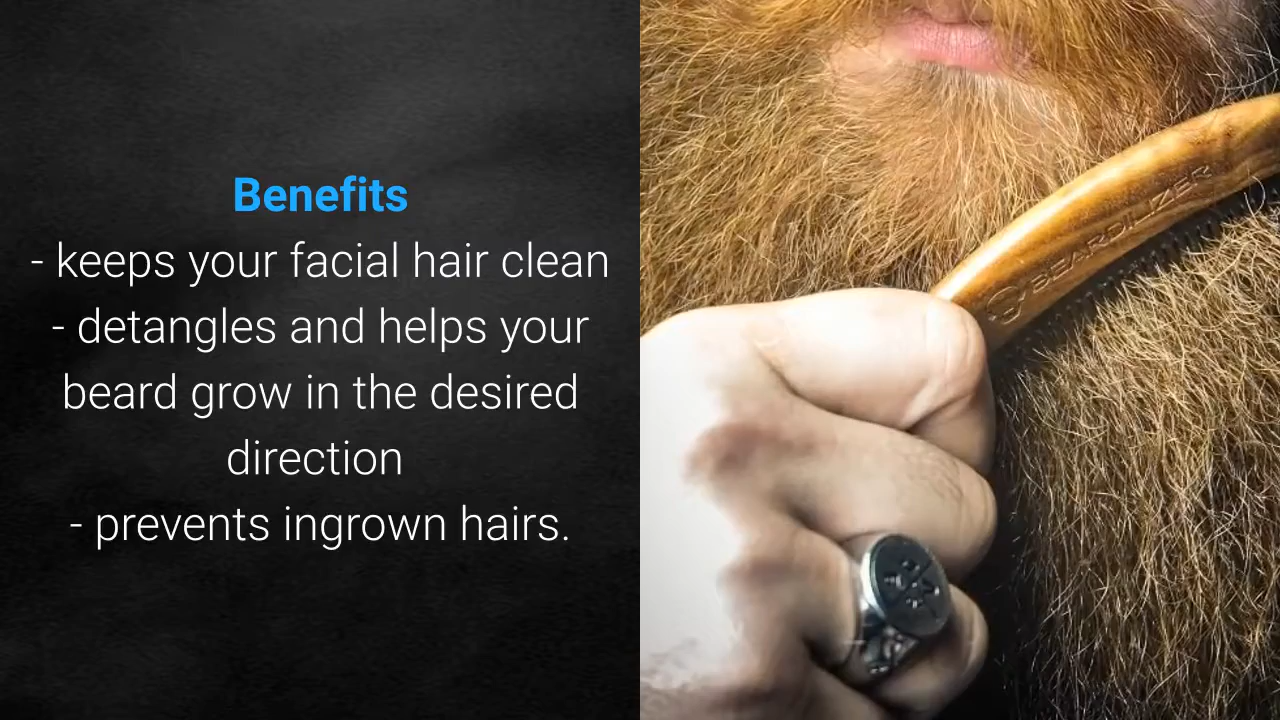 Benefits
- keeps your facial hair clean
- detangles and helps your
beard grow in the desired
direction
- prevents ingrown hairs.
BEARDILIZER